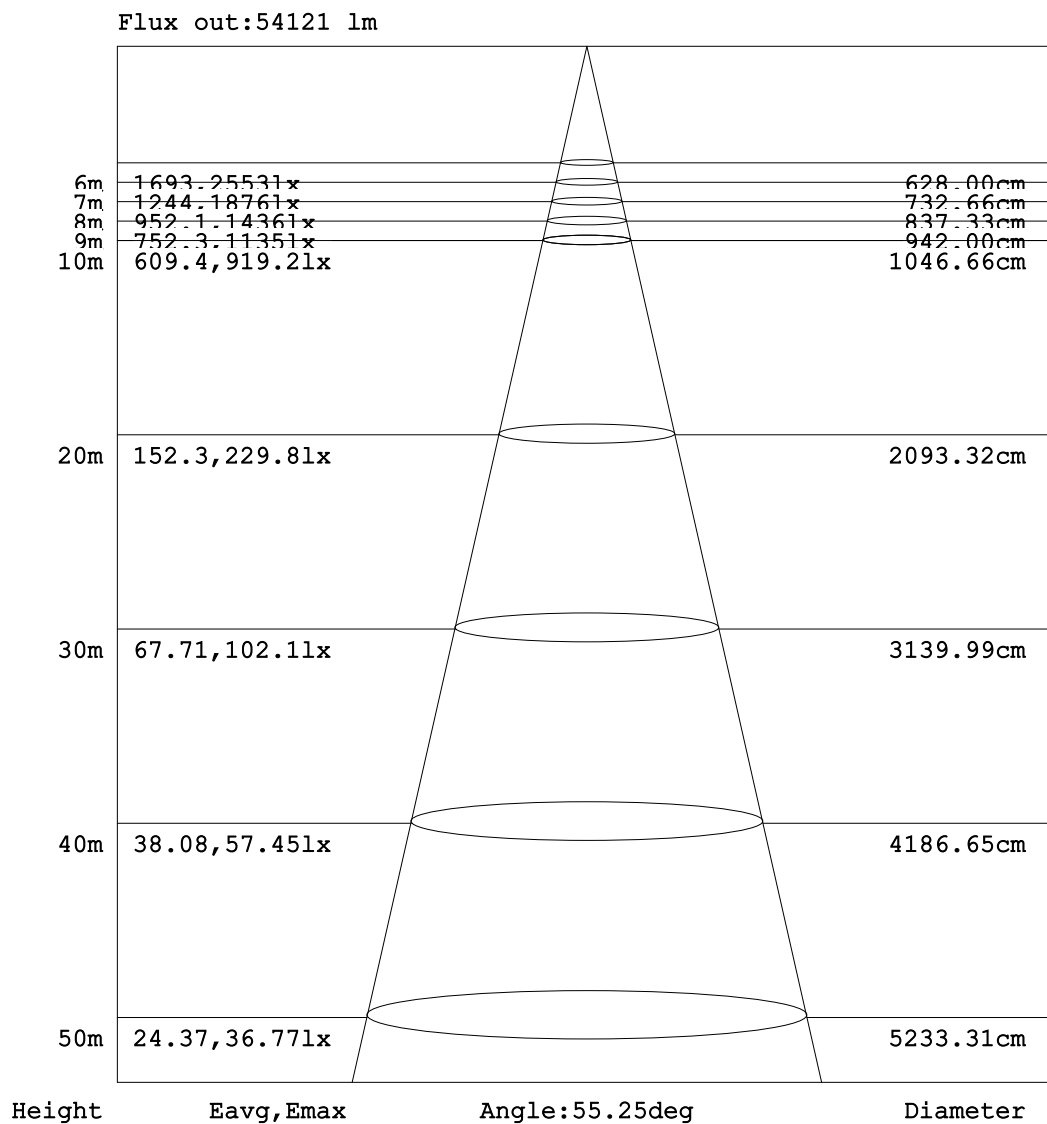 Flux out:54121 lm
6m 1693,2553lx 628.00cm
7m 1244,1876lx 732.66cm
8m 952.1,1436lx 837.33cm
9m 752.3,1135lx 942.00cm
10m 609.4,919.2lx 1046.66cm
20m 152.3,229.8lx 2093.32cm
30m 67.71,102.1lx 3139.99cm
40m 38.08,57.45lx 4186.65cm
50m 24.37,36.77lx 5233.31cm
Height Eavg,Emax Angle:55.25deg Diameter